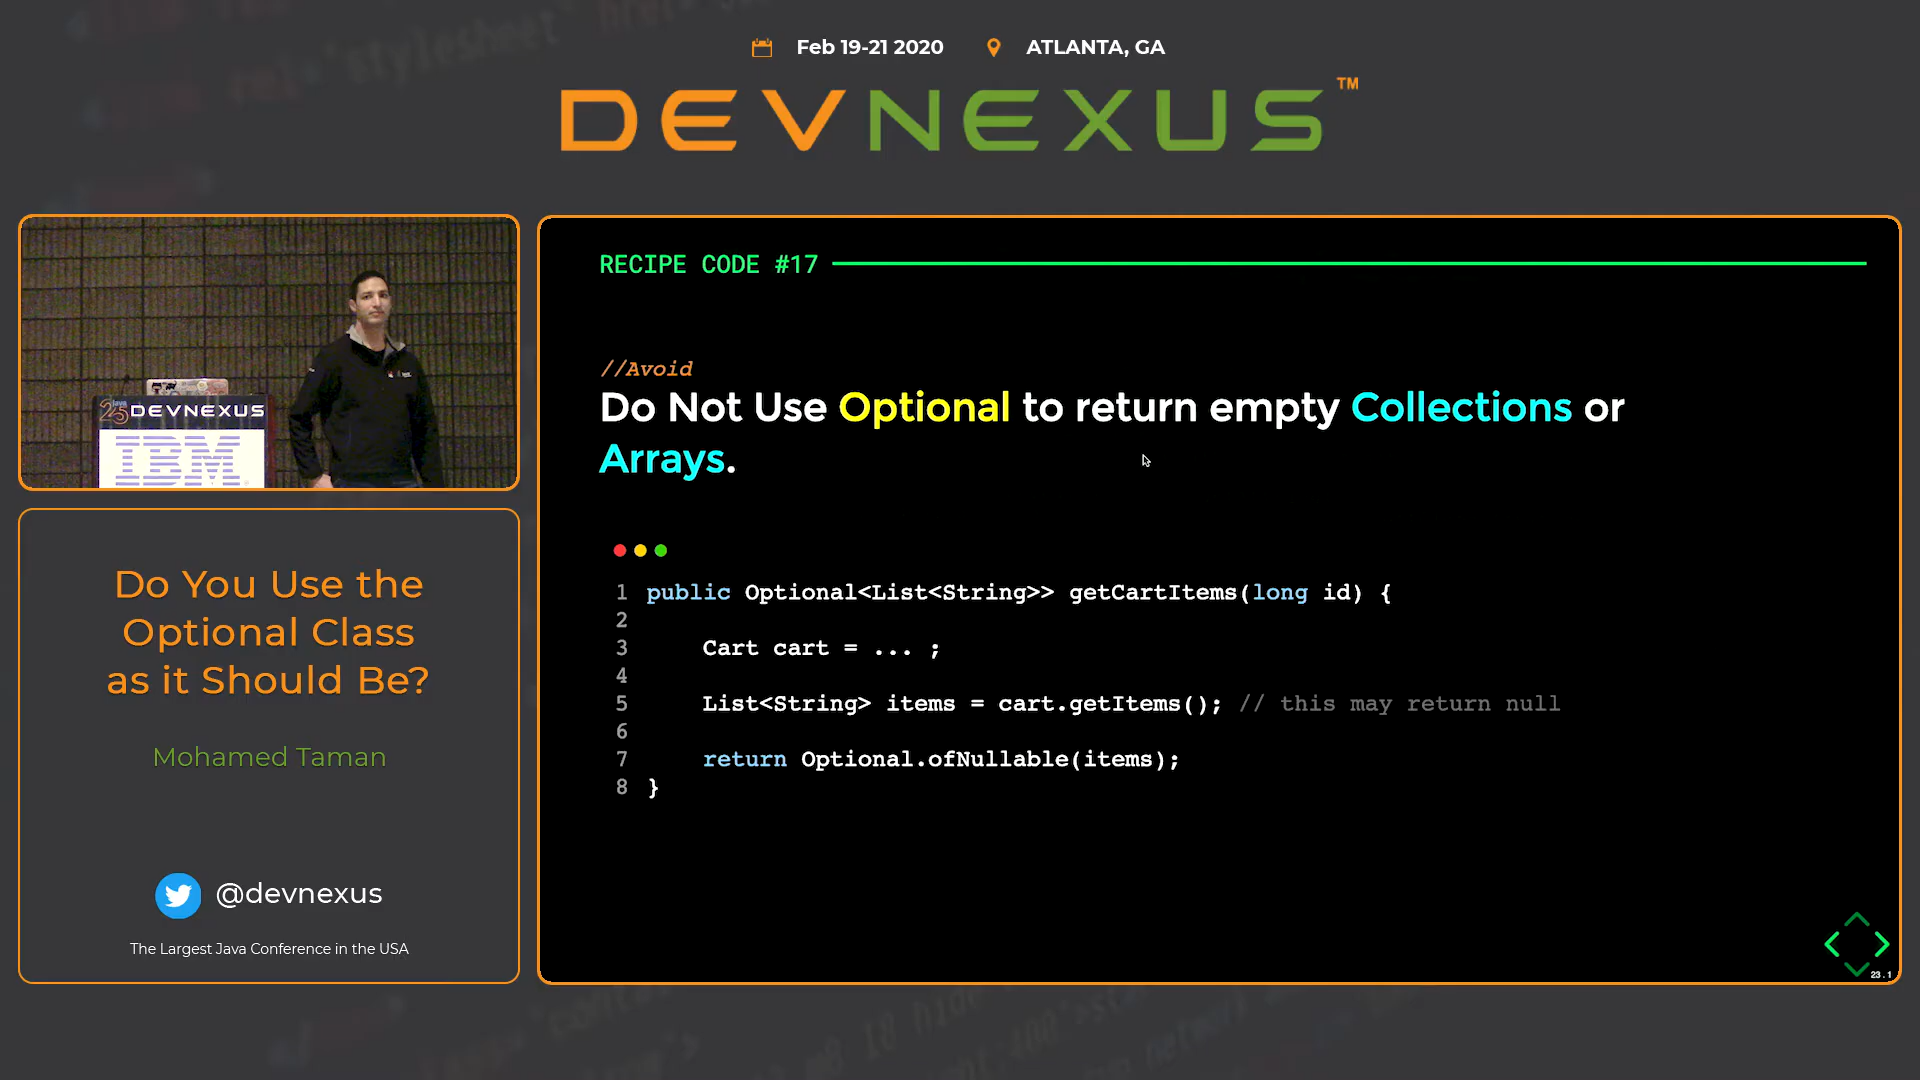 Feb 19-21 2020 ATLANTA, GA
DEVNEXUS™
DEVNEXUS
IBM
Do You Use the
Optional Class
as it Should Be?
Mohamed Taman
@devnexus
The Largest Java Conference in the USA
RECIPE CODE #17
//Avoid
Do Not Use Optional to return empty Collections or
Arrays.
1 public Optional<List<String>> getCartItems(long id) {
2
3 Cart cart = ... ;
4
5 List<String> items = cart.getItems(); // this may return null
6
7 return Optional.ofNullable(items);
8 }
23.1